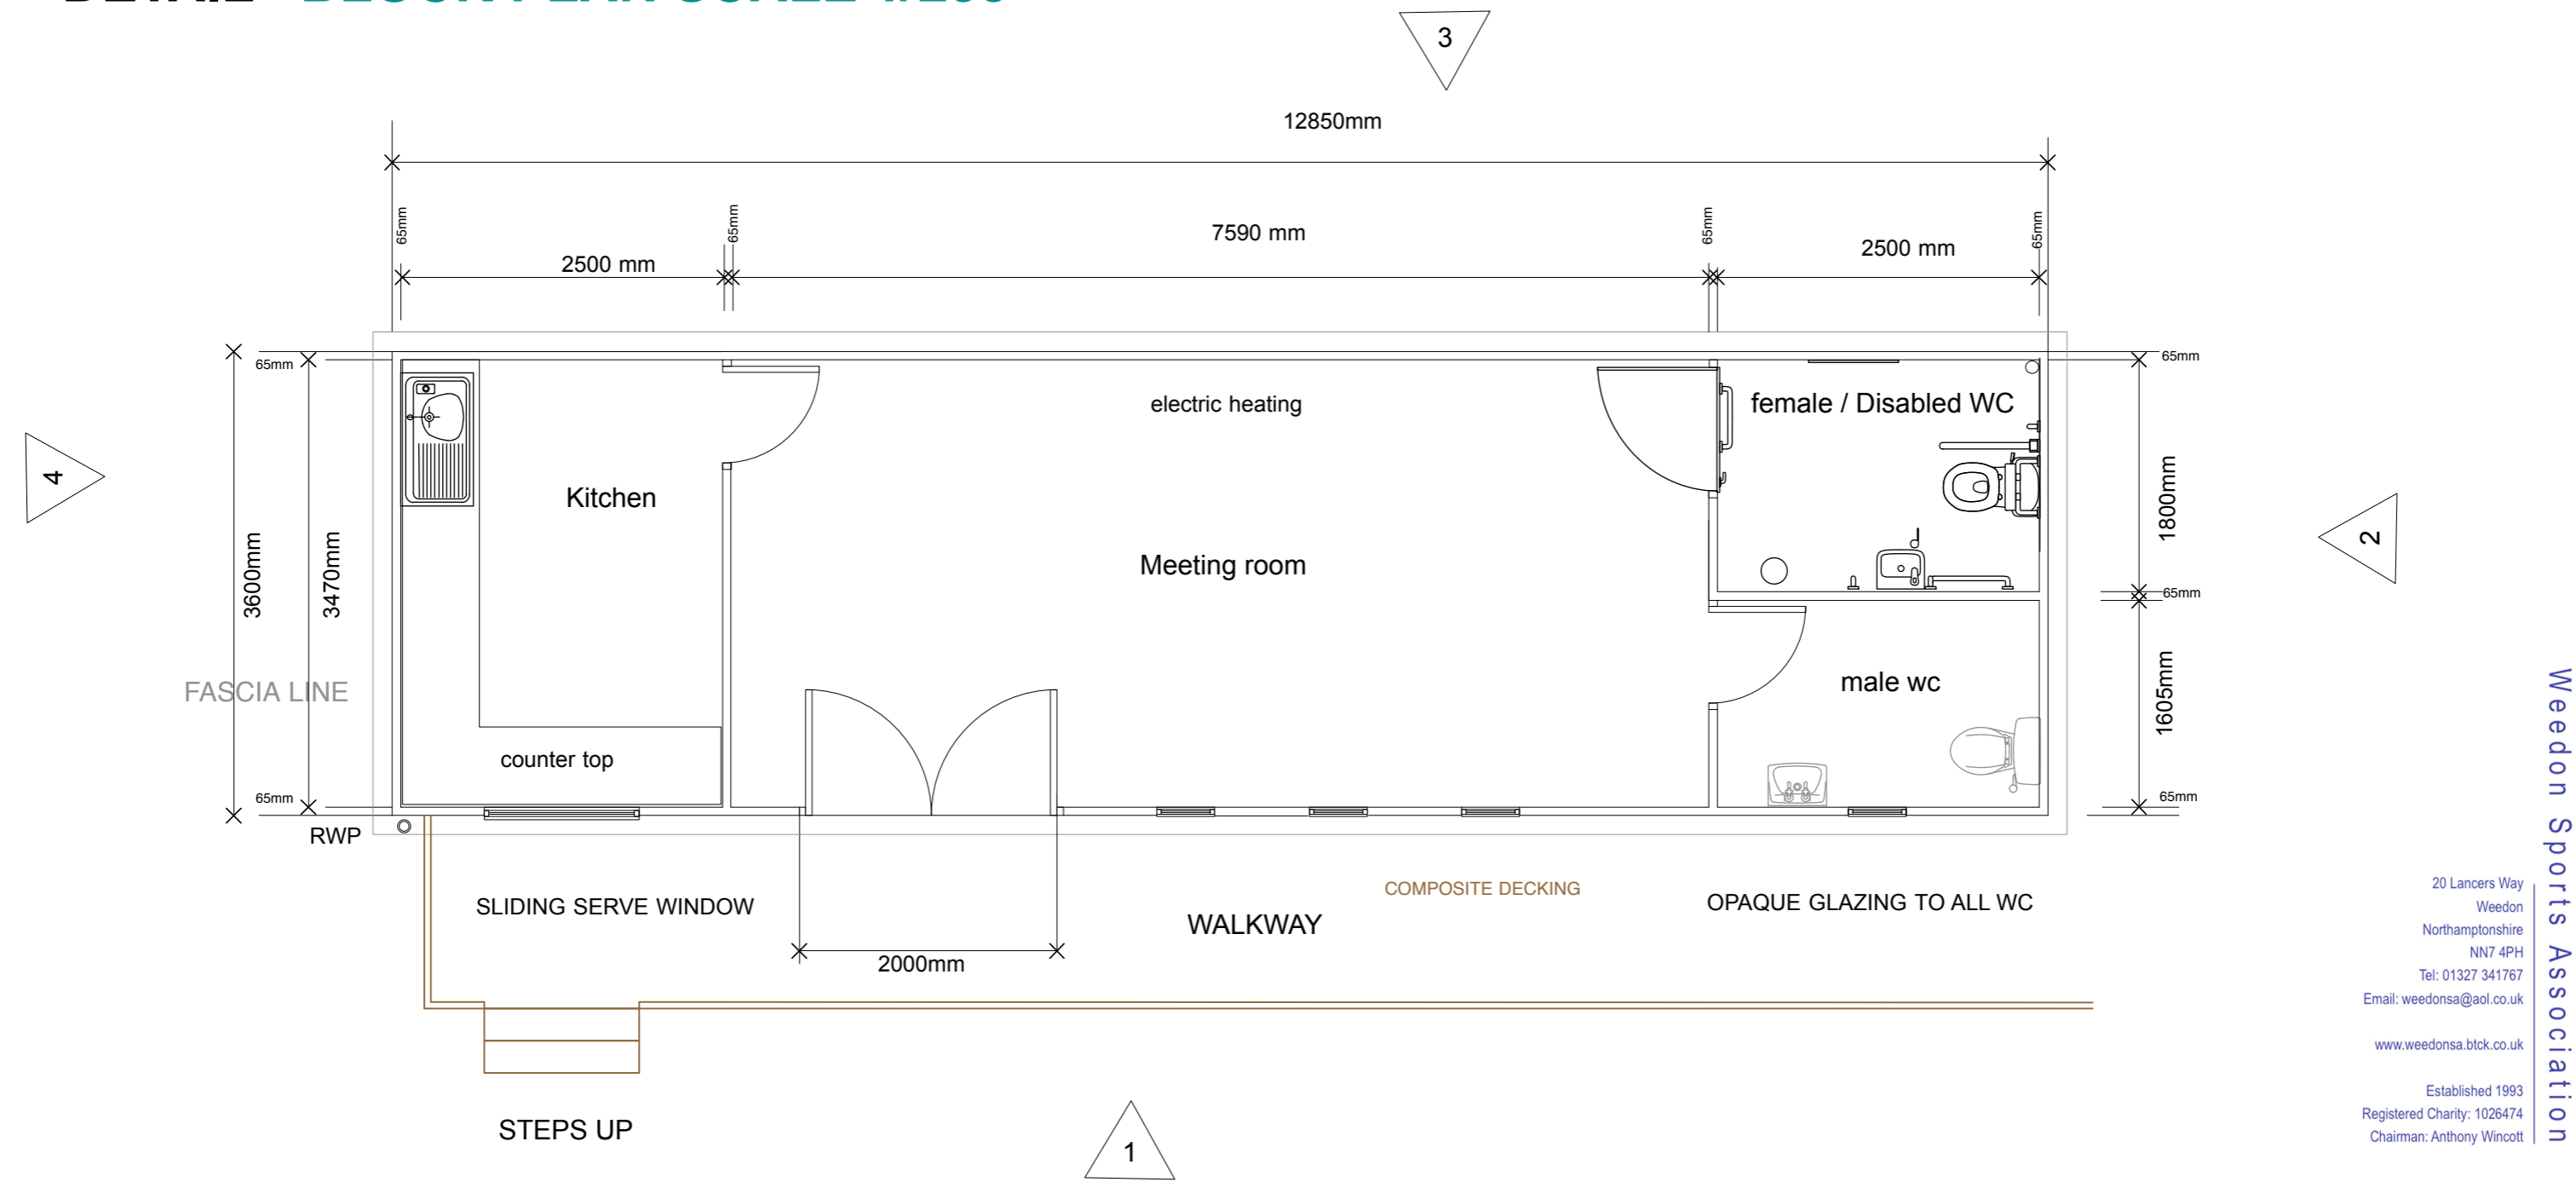 3
12850mm
65mm
65mm
65mm
65mm
7590 mm
2500 mm
2500 mm
65mm
65mm
electric heating
female / Disabled WC
4
Kitchen
1800mm
2
3600mm
3470mm
Meeting room
65mm
FASCIA LINE
male wc
1605mm
counter top
65mm
65mm
RWP
SLIDING SERVE WINDOW
COMPOSITE DECKING
OPAQUE GLAZING TO ALL WC
WALKWAY
2000mm
STEPS UP
1
Weedon Sports Association
20 Lancers Way
Weedon
Northamptonshire
NN7 4PH
Tel: 01327 341767
Email: weedonsa@aol.co.uk
www.weedonsa.btck.co.uk
Established 1993
Registered Charity: 1026474
Chairman: Anthony Wincott